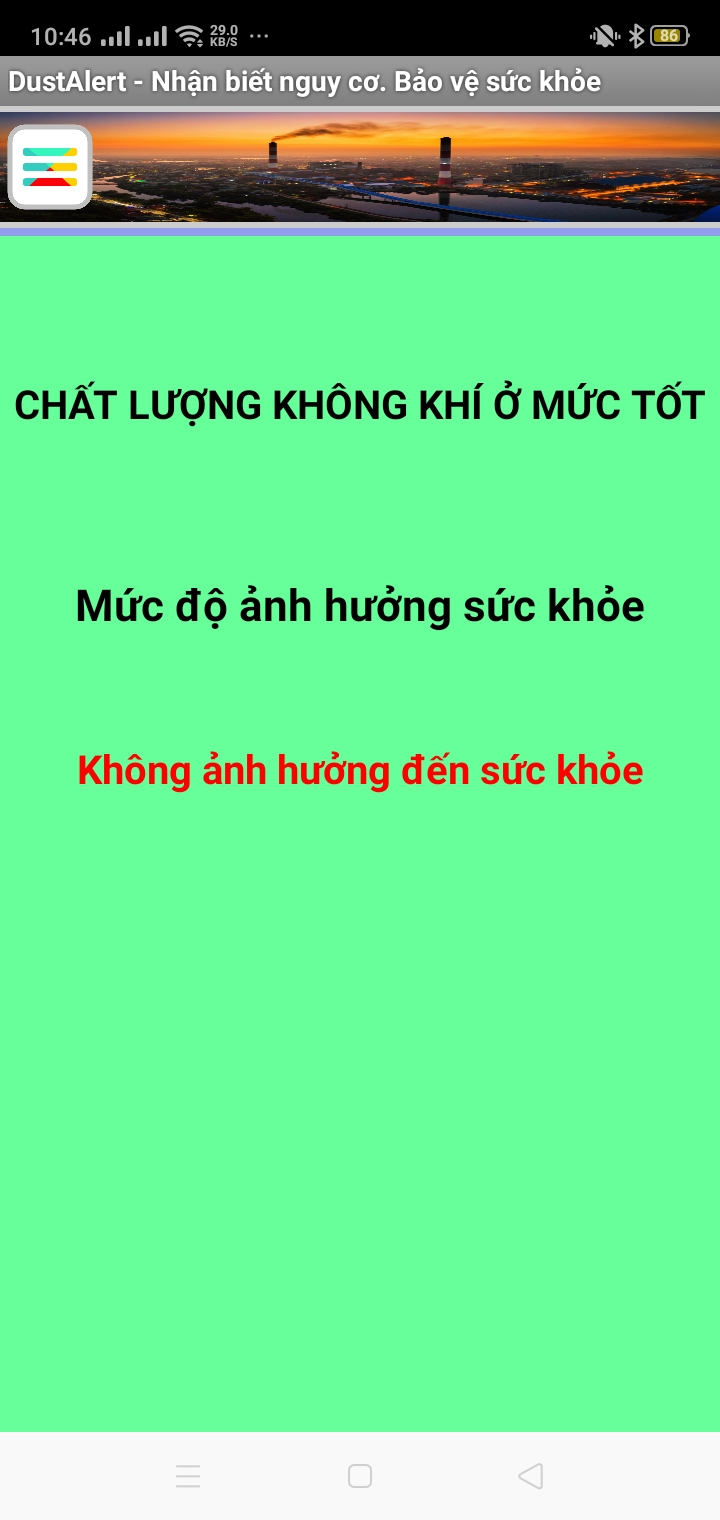 10:46 29.0 KB/S ... 86
DustAlert - Nhận biết nguy cơ. Bảo vệ sức khỏe
CHẤT LƯỢNG KHÔNG KHÍ Ở MỨC TỐT
Mức độ ảnh hưởng sức khỏe
Không ảnh hưởng đến sức khỏe